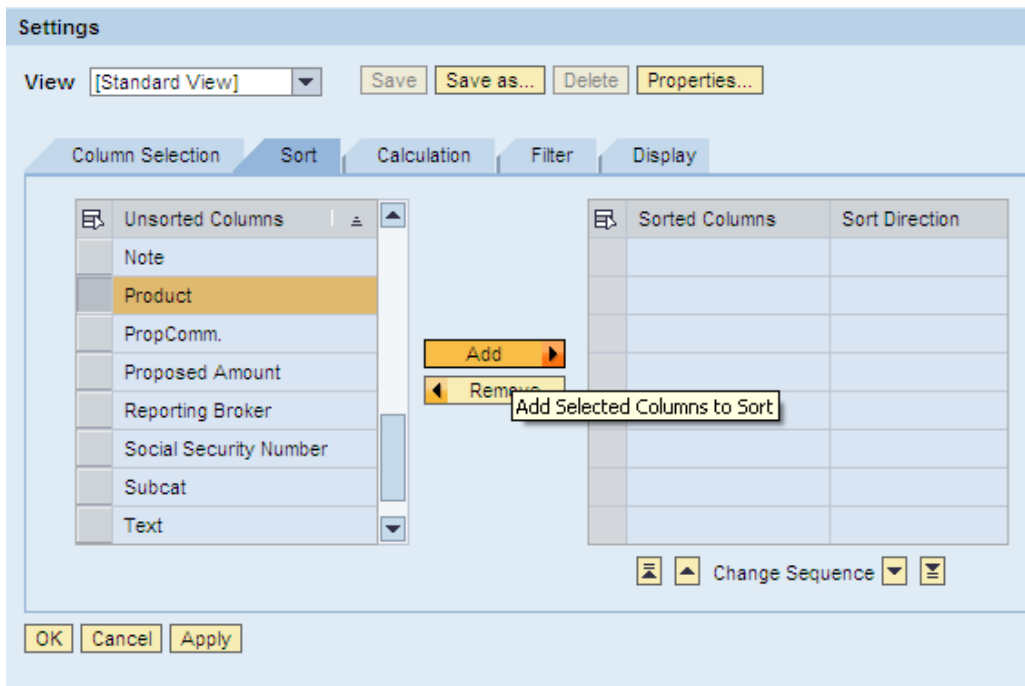 Settings
View [Standard View] Save Save as... Delete Properties...
Column Selection Sort Calculation Filter Display
Unsorted Columns Sorted Columns Sort Direction
Note
Product
PropComm.
Add
Proposed Amount
Remove
Add Selected Columns to Sort
Reporting Broker
Social Security Number
Subcat
Text
Change Sequence
OK Cancel Apply